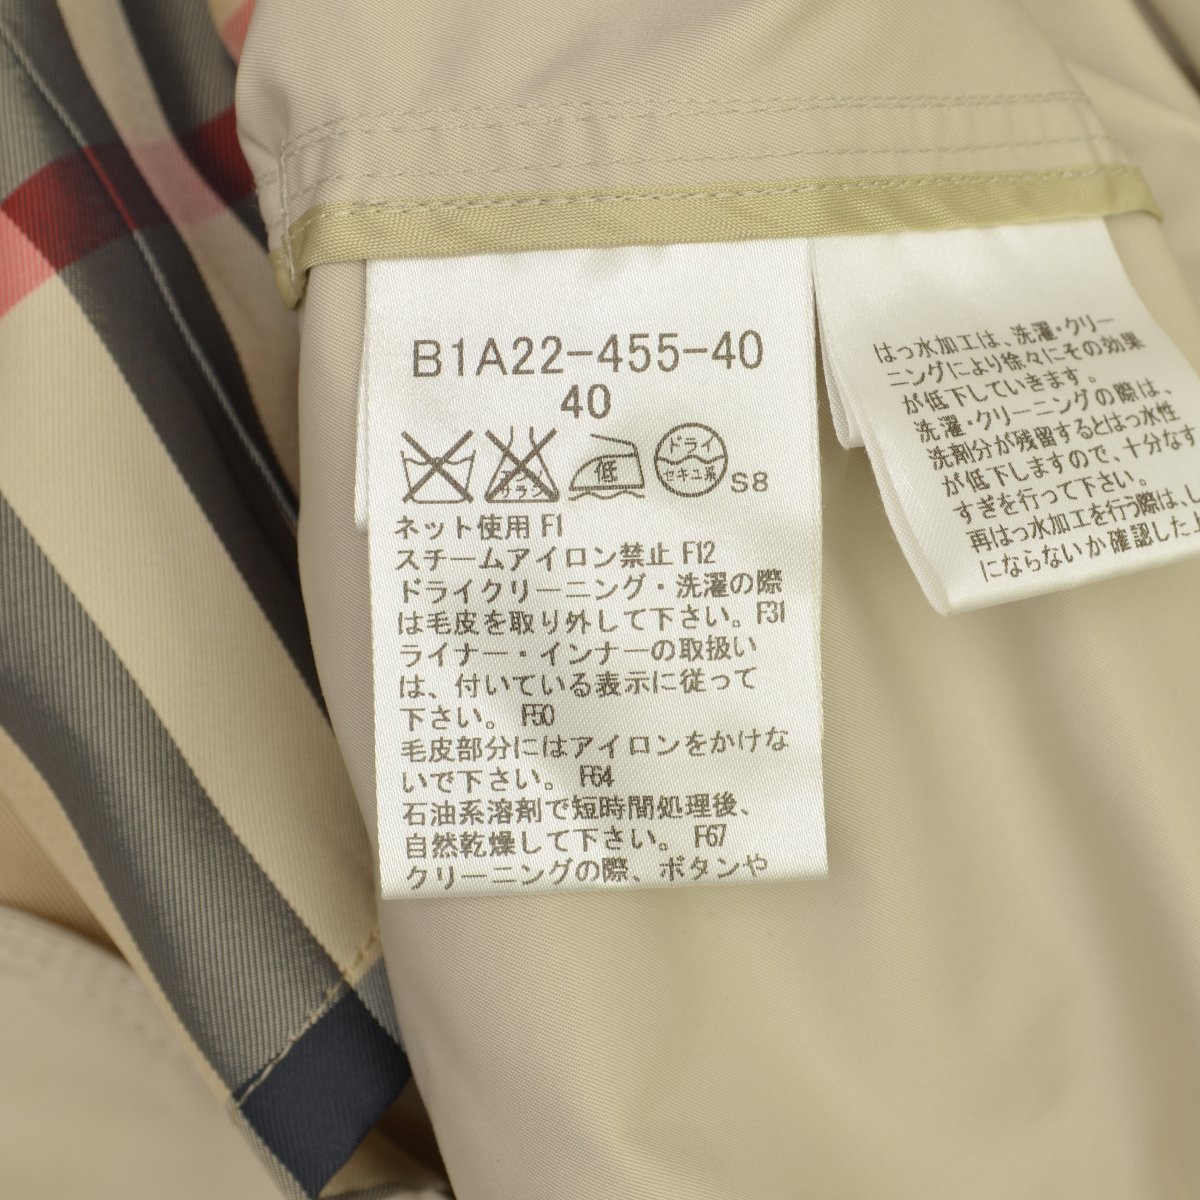 B1A22-455-40
40
サラシ
低
ドライ
セキユ系
S8
ネット使用 F1
スチームアイロン禁止 F12
ドライクリーニング・洗濯の際
は毛皮を取り外して下さい。F31
ライナー・インナーの取扱い
は、付いている表示に従って
下さい。 F50
毛皮部分にはアイロンをかけな
いで下さい。 F64
石油系溶剤で短時間処理後、
自然乾燥して下さい。 F67
クリーニングの際、ボタンや
はっ水加工は、洗濯・クリー
ニングにより徐々にその効果
が低下していきます。
洗濯・クリーニングの際は、
洗剤分が残留するとはっ水性
が低下しますので、十分なす
すぎを行って下さい。
再はっ水加工を行う際は、し
にならないか確認した上